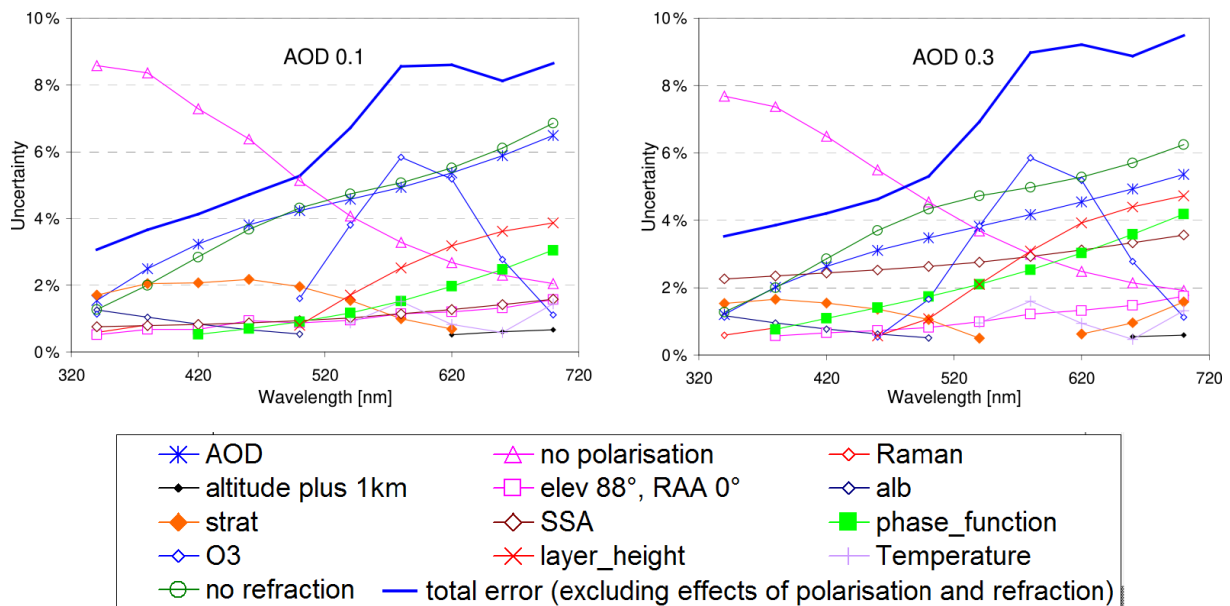 10%
8%
6%
4%
2%
0%
Uncertainty
AOD 0.1
320 420 520 620 720
Wavelength [nm]
10%
8%
6%
4%
2%
0%
Uncertainty
AOD 0.3
320 420 520 620 720
Wavelength [nm]
AOD no polarisation Raman
altitude plus 1km elev 88°, RAA 0° alb
strat SSA phase_function
O3 layer_height Temperature
no refraction total error (excluding effects of polarisation and refraction)